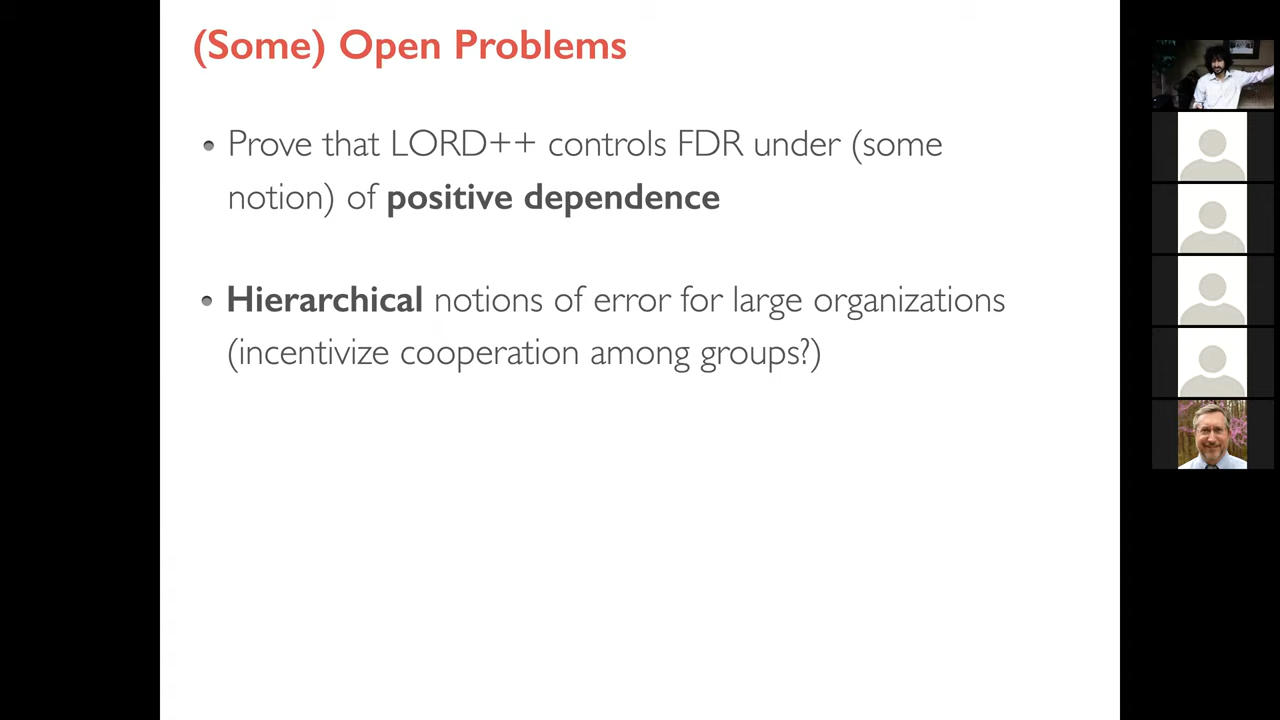 (Some) Open Problems
• Prove that LORD++ controls FDR under (some
notion) of positive dependence
• Hierarchical notions of error for large organizations
(incentivize cooperation among groups?)